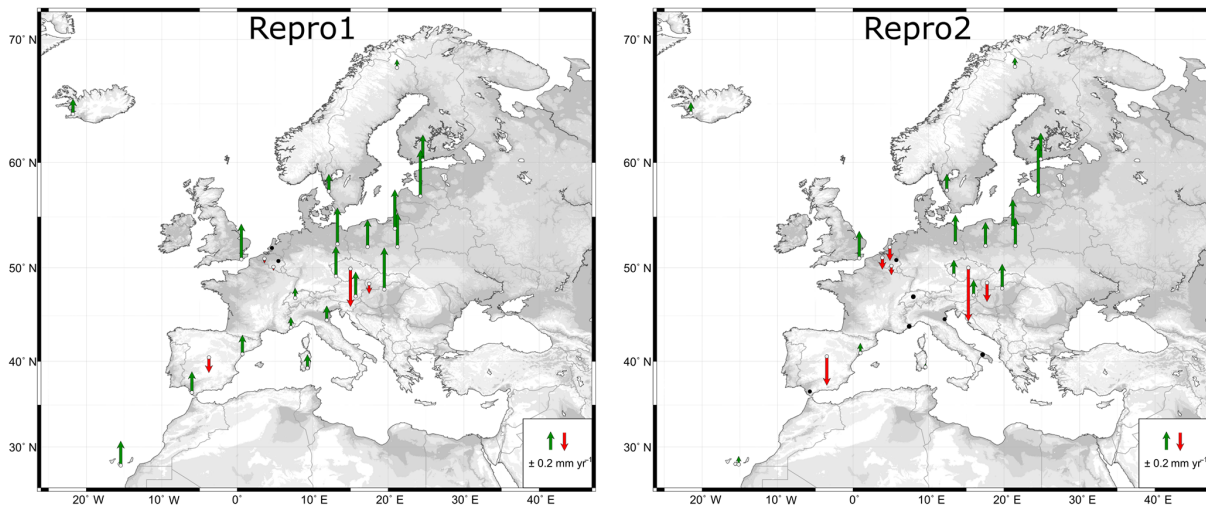 Repro1
70° N
60° N
50° N
40° N
30° N
± 0.2 mm yr⁻¹
20° W
10° W
0°
10° E
20° E
30° E
40° E
Repro2
70° N
60° N
50° N
40° N
30° N
± 0.2 mm yr⁻¹
20° W
10° W
0°
10° E
20° E
30° E
40° E